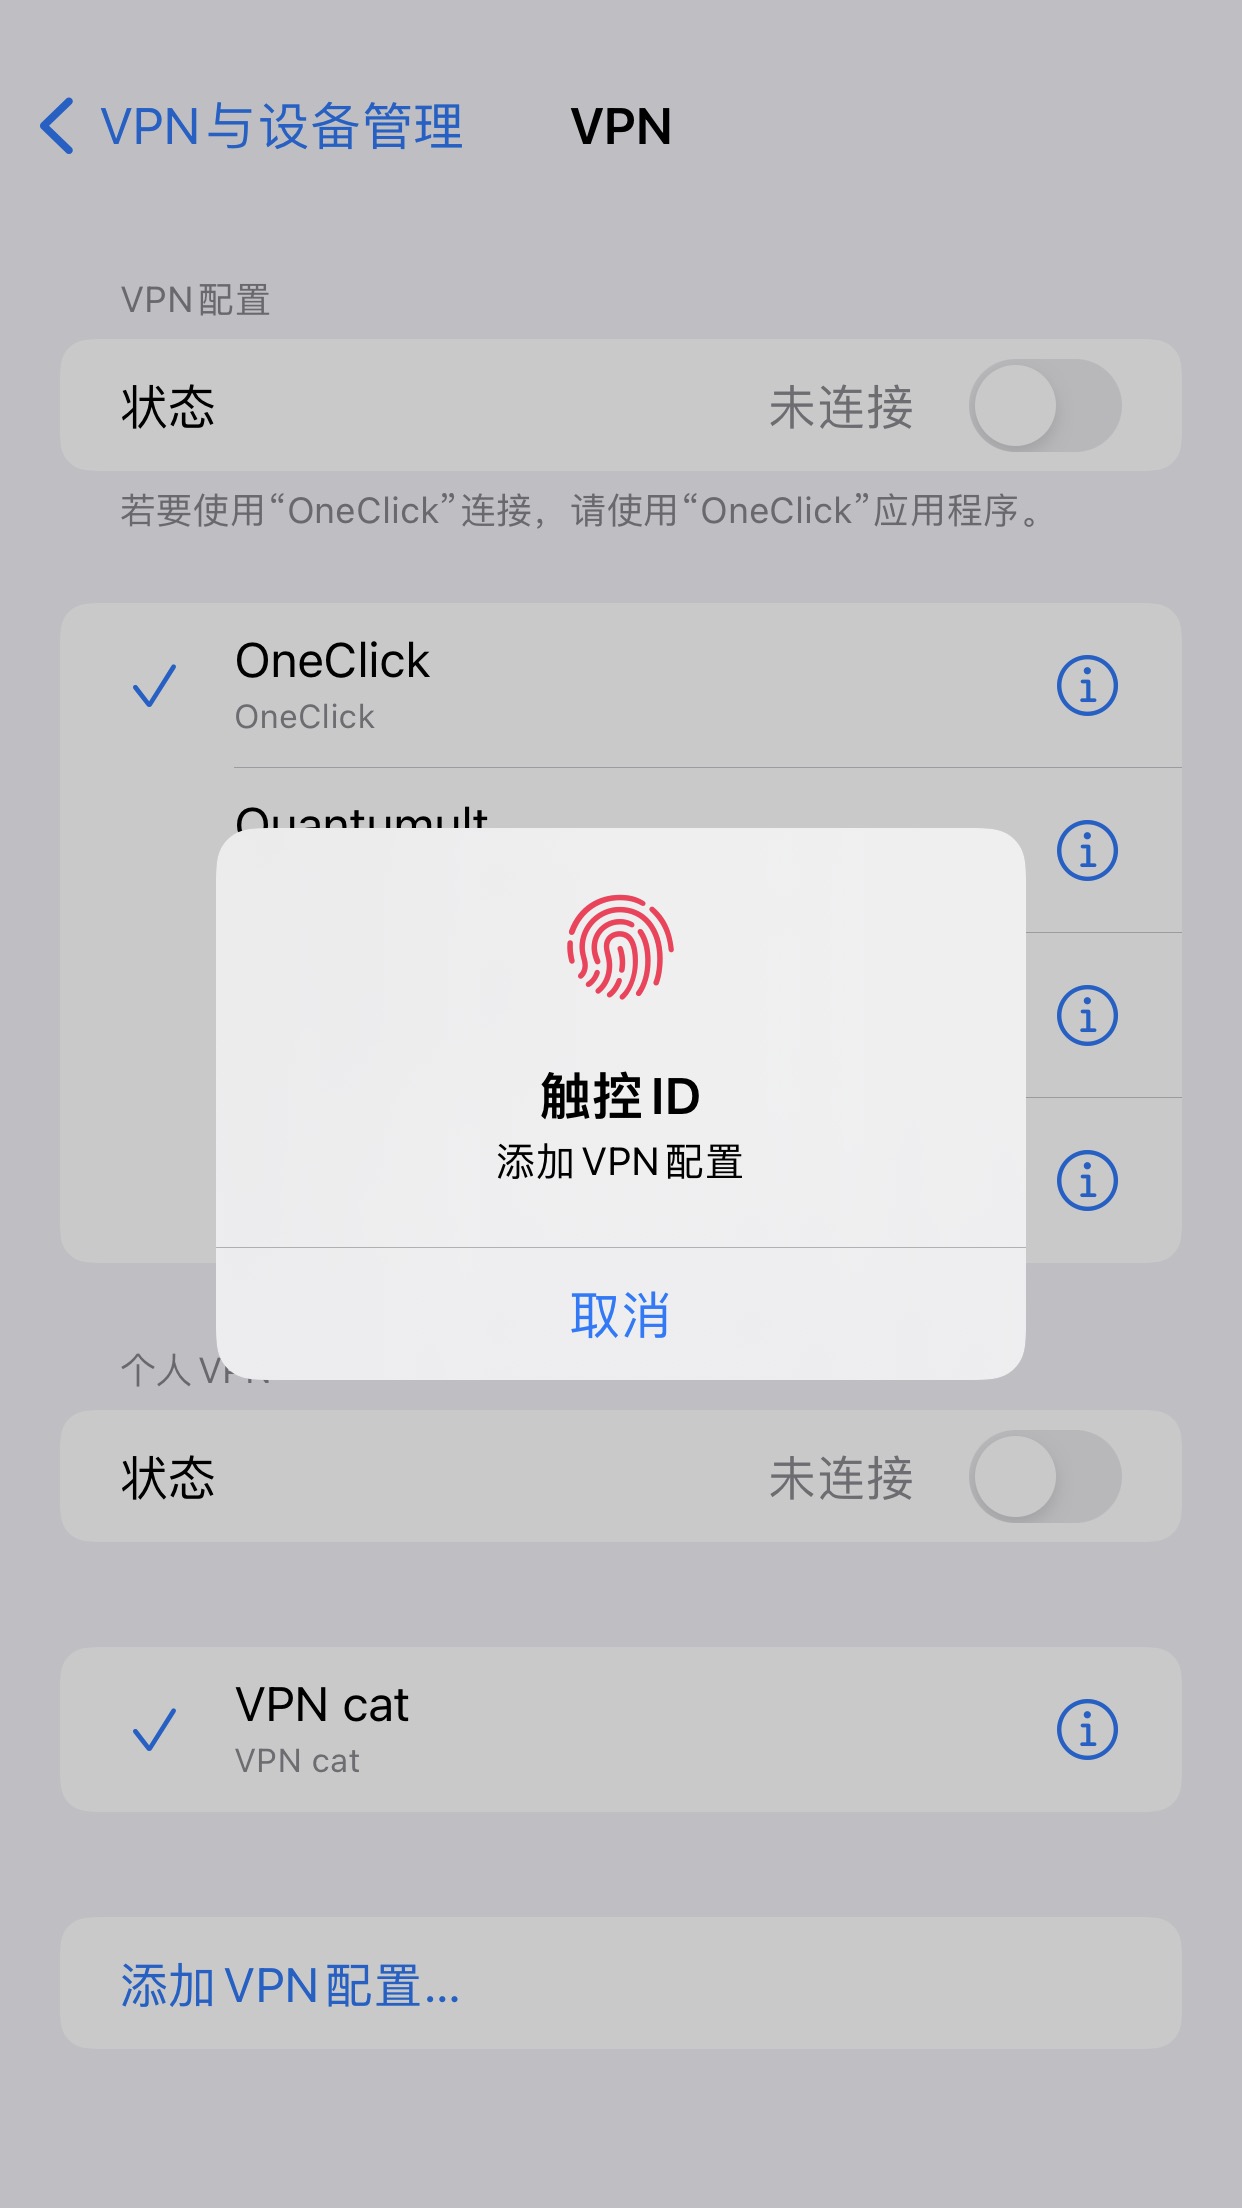 VPN与设备管理
VPN
VPN配置
状态
未连接
若要使用“OneClick”连接，请使用“OneClick”应用程序。
OneClick
OneClick
Quantumult
触控 ID
添加 VPN 配置
取消
个人 VPN
状态
未连接
VPN cat
VPN cat
添加 VPN 配置...